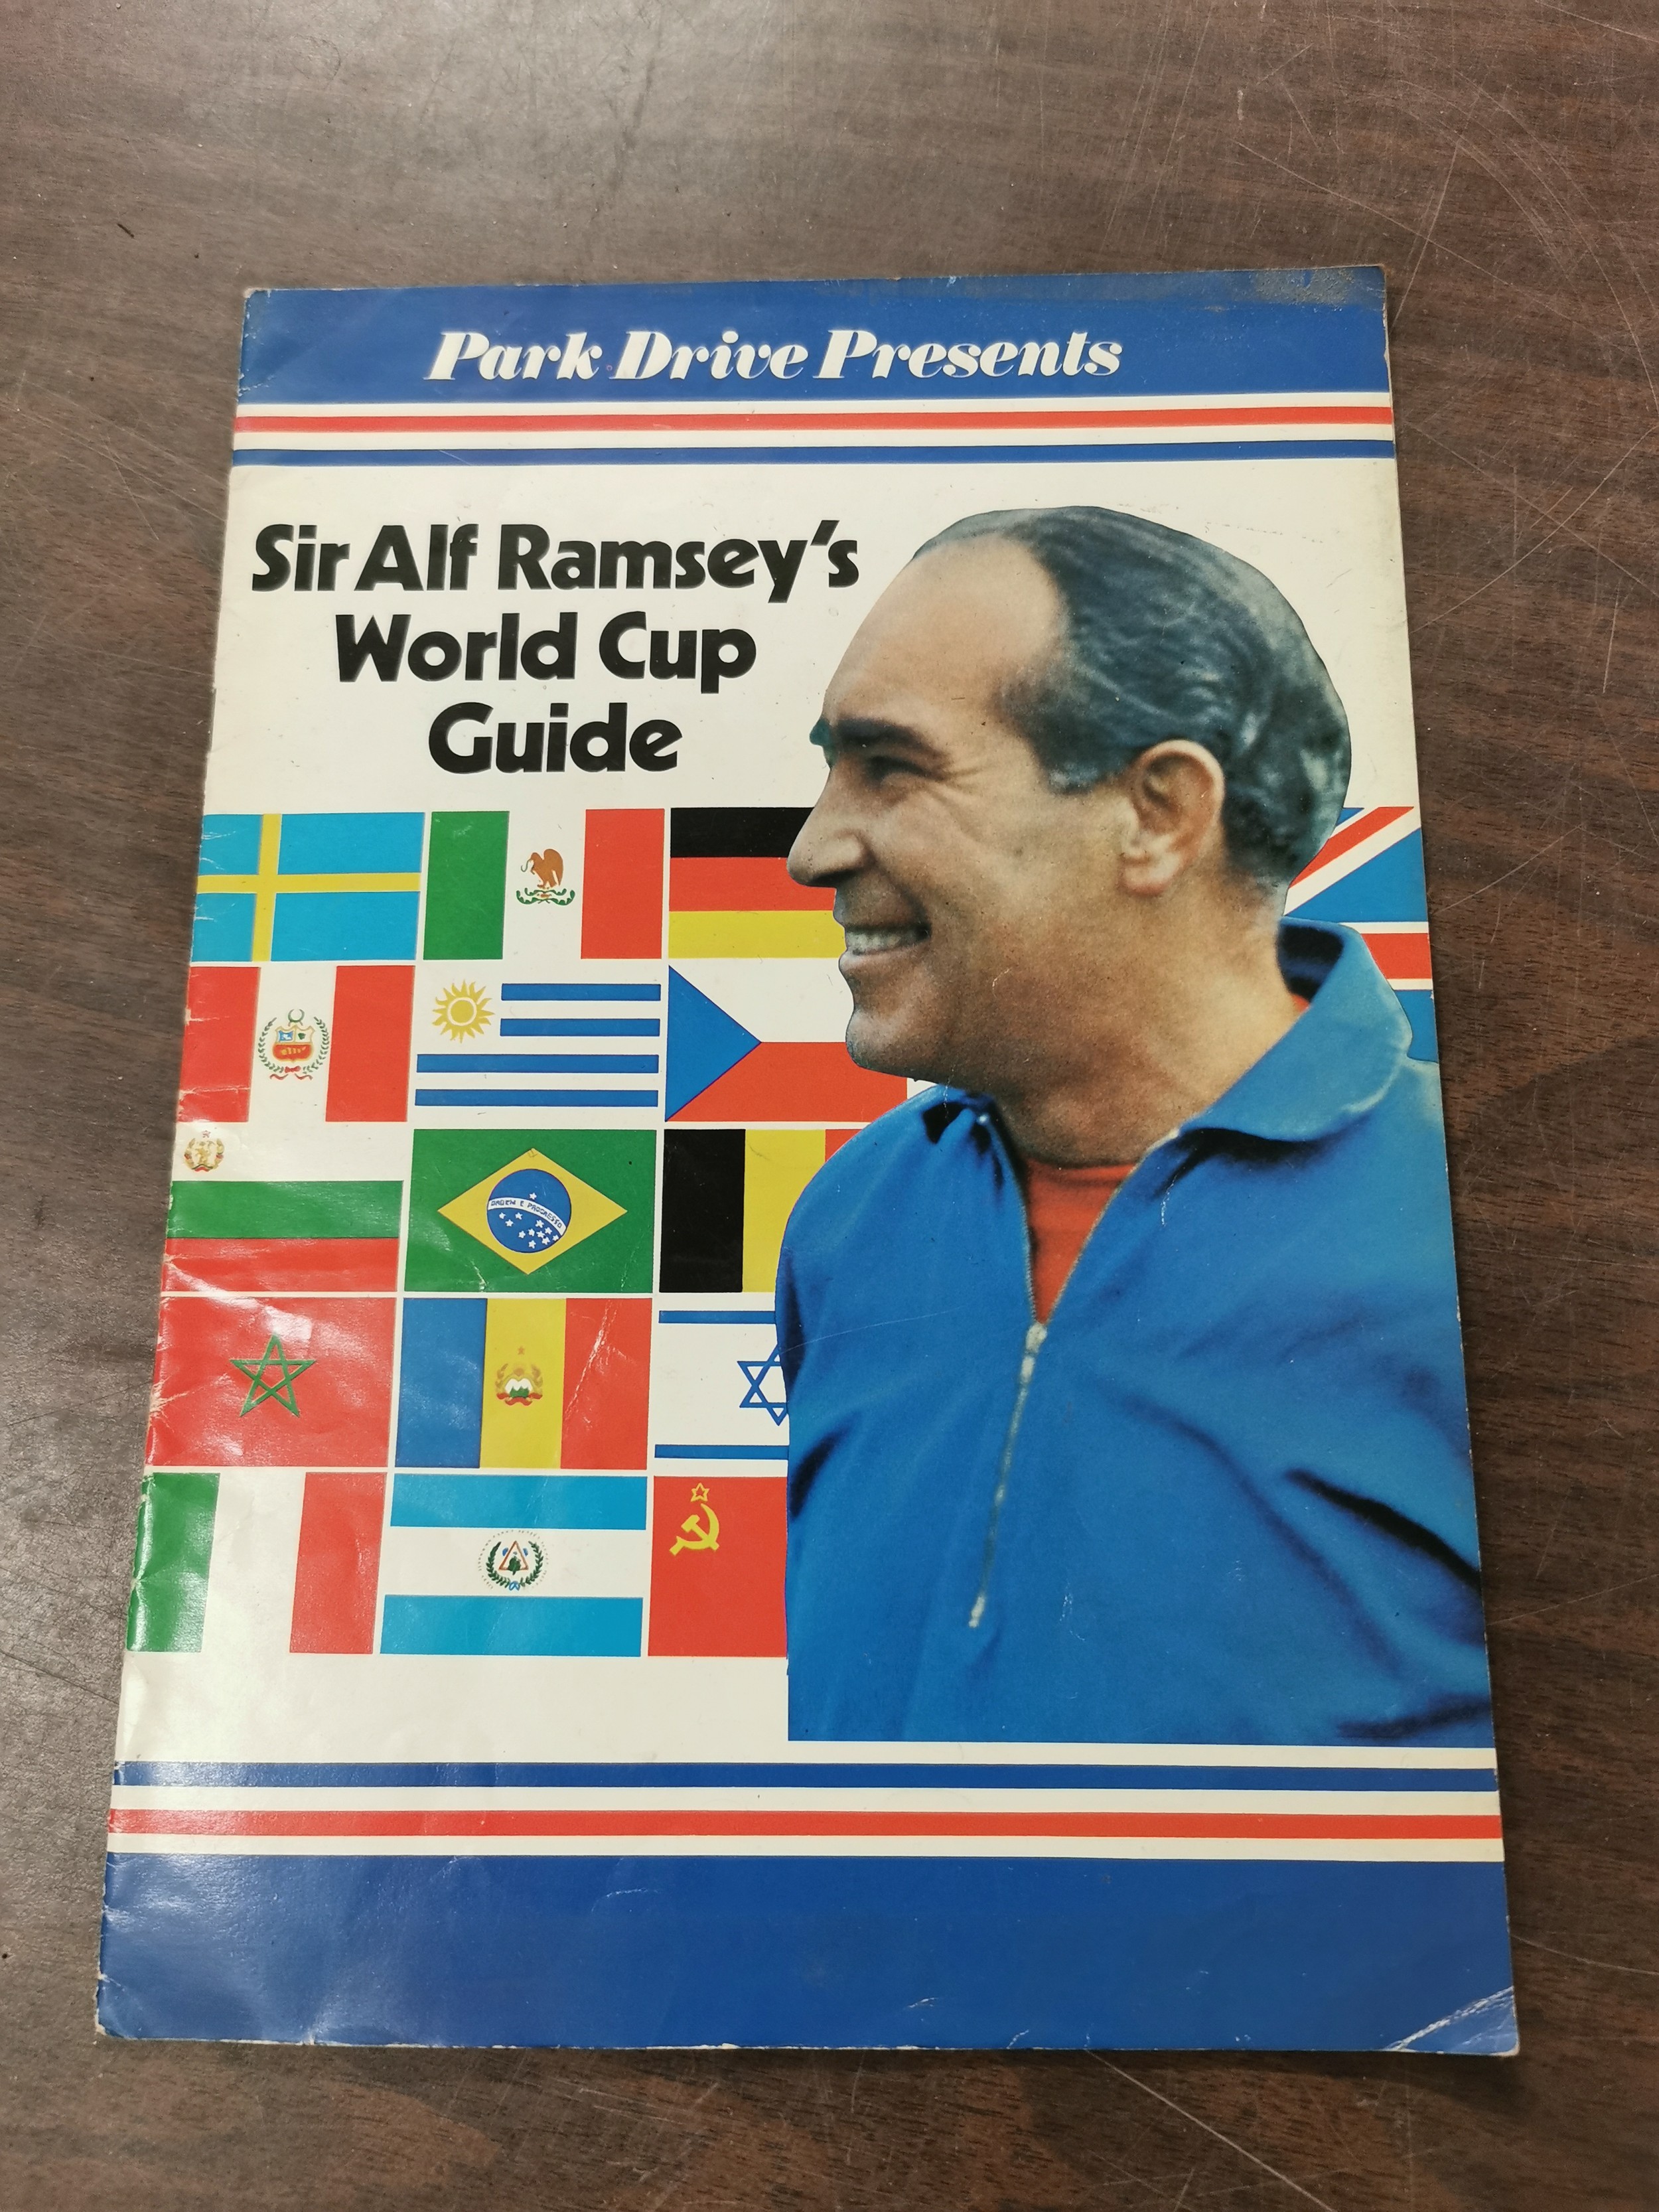 Park Drive Presents
Sir Alf Ramsey's
World Cup
Guide